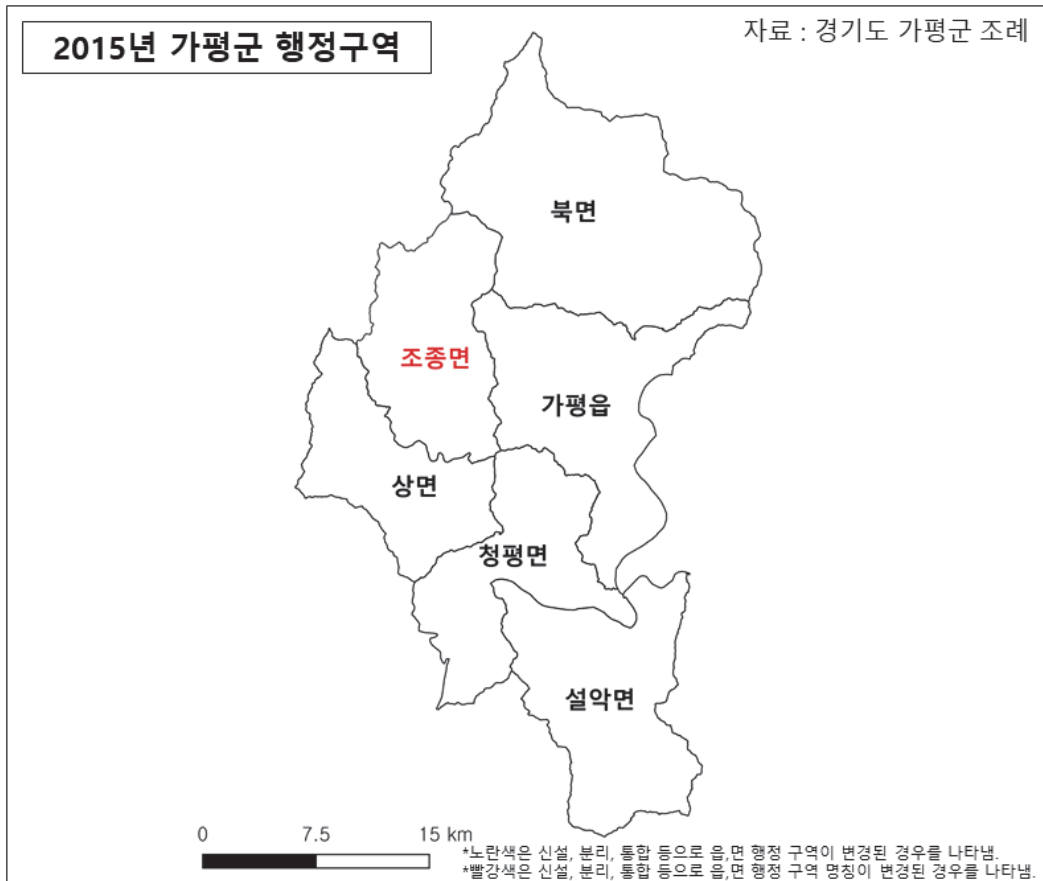 2015년 가평군 행정구역
자료 : 경기도 가평군 조례
북면
조종면
가평읍
상면
청평면
설악면
0 7.5 15 km
*노란색은 신설, 분리, 통합 등으로 읍,면 행정 구역이 변경된 경우를 나타냄.
*빨강색은 신설, 분리, 통합 등으로 읍,면 행정 구역 명칭이 변경된 경우를 나타냄.